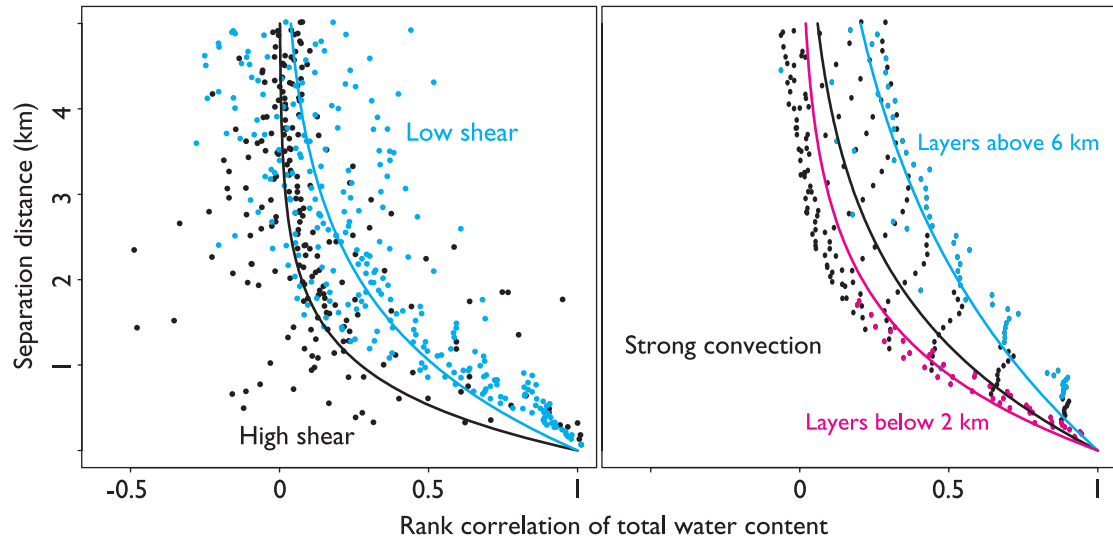 Separation distance (km)
4
3
2
1
Low shear
High shear
Layers above 6 km
Strong convection
Layers below 2 km
-0.5
0
0.5
1
0
0.5
1
Rank correlation of total water content